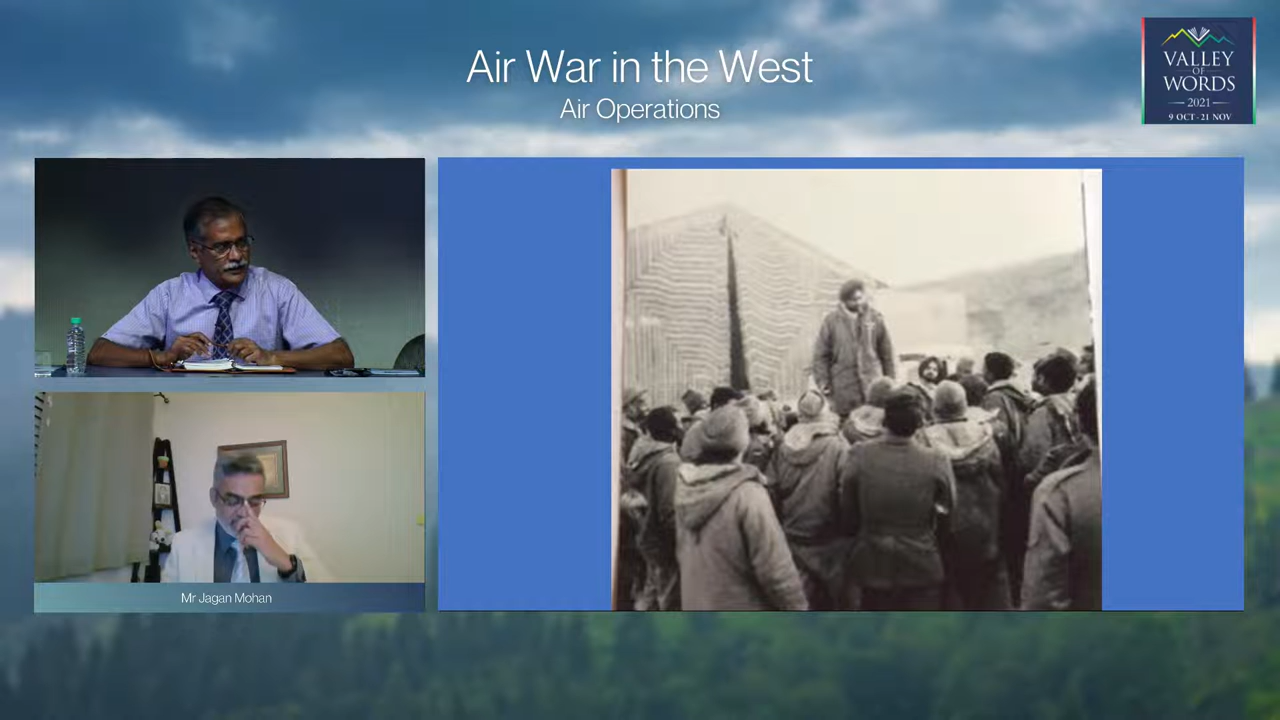 Air War in the West
Air Operations
VALLEY
OF
WORDS
2021
9 OCT - 21 NOV
Mr Jagan Mohan